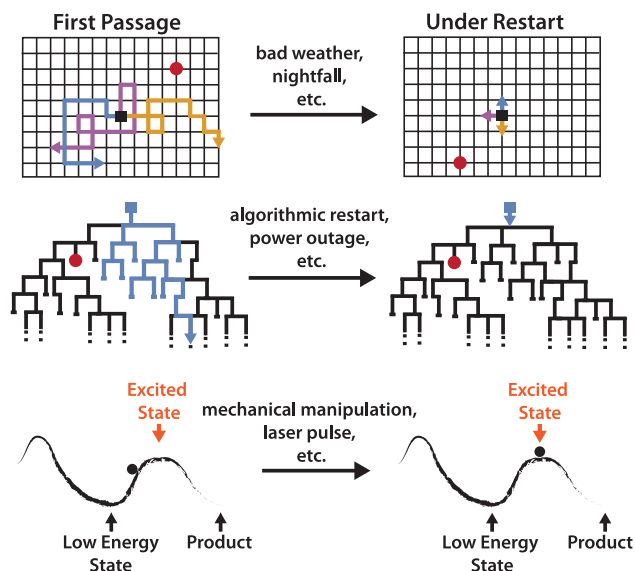 First Passage
Under Restart
bad weather,
nightfall,
etc.
algorithmic restart,
power outage,
etc.
Excited
State
mechanical manipulation,
laser pulse,
etc.
Excited
State
Low Energy
State
Product
Low Energy
State
Product